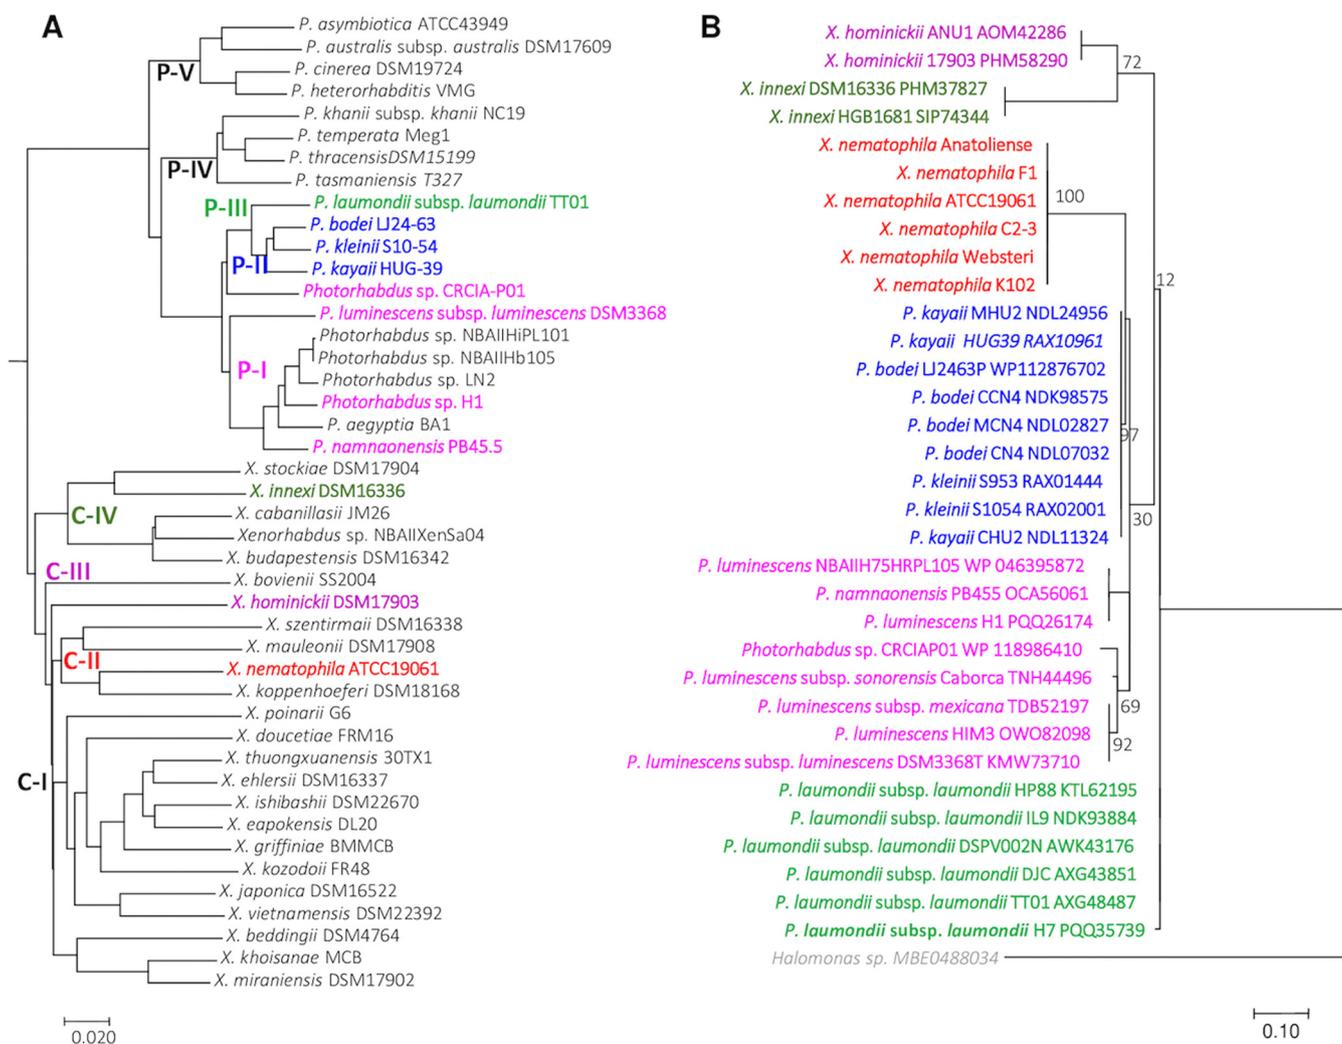 A
P. asymbiotica ATCC43949
P. australis subsp. australis DSM17609
P. cinerea DSM19724
P-V
P. heterorhabditis VMG
P. khanii subsp. khanii NC19
P. temperata Meg1
P. thracensisDSM15199
P-IV
P. tasmaniensis T327
P-III
P. laumondii subsp. laumondii TT01
P. bodei LJ24-63
P. kleinii S10-54
P-II
P. kayaii HUG-39
Photorhabdus sp. CRCIA-P01
P. luminescens subsp. luminescens DSM3368
Photorhabdus sp. NBAIIHiPL101
Photorhabdus sp. NBAIIHb105
P-I
Photorhabdus sp. LN2
Photorhabdus sp. H1
P. aegyptia BA1
P. namnaonensis PB45.5
X. stockiae DSM17904
X. innexi DSM16336
C-IV
X. cabanillasii JM26
Xenorhabdus sp. NBAIIXenSa04
X. budapestensis DSM16342
C-III
X. bovienii SS2004
X. hominickii DSM17903
X. szentirmaii DSM16338
X. mauleonii DSM17908
C-II
X. nematophila ATCC19061
X. koppenhoeferi DSM18168
X. poinarii G6
X. doucetiae FRM16
X. thuongxuanensis 30TX1
C-I
X. ehlersii DSM16337
X. ishibashii DSM22670
X. eapokensis DL20
X. griffiniae BMMCB
X. kozodoii FR48
X. japonica DSM16522
X. vietnamensis DSM22392
X. beddingii DSM4764
X. khoisanae MCB
X. miraniensis DSM17902
0.020
B
X. hominickii ANU1 AOM42286
X. hominickii 17903 PHM58290
72
X. innexi DSM16336 PHM37827
X. innexi HGB1681 SIP74344
X. nematophila Anatoliense
X. nematophila F1
X. nematophila ATCC19061
100
X. nematophila C2-3
X. nematophila Websteri
X. nematophila K102
12
P. kayaii MHU2 NDL24956
P. kayaii HUG39 RAX10961
P. bodei LJ2463P WP112876702
P. bodei CCN4 NDK98575
P. bodei MCN4 NDL02827
97
P. bodei CN4 NDL07032
P. kleinii S953 RAX01444
P. kleinii S1054 RAX02001
30
P. kayaii CHU2 NDL11324
P. luminescens NBAIIH75HRPL105 WP 046395872
P. namnaonensis PB455 OCA56061
P. luminescens H1 PQQ26174
Photorhabdus sp. CRCIAP01 WP 118986410
P. luminescens subsp. sonorensis Caborca TNH44496
P. luminescens subsp. mexicana TDB52197
69
P. luminescens HIM3 OWO82098
92
P. luminescens subsp. luminescens DSM3368T KMW73710
P. laumondii subsp. laumondii HP88 KTL62195
P. laumondii subsp. laumondii IL9 NDK93884
P. laumondii subsp. laumondii DSPV002N AWK43176
P. laumondii subsp. laumondii DJC AXG43851
P. laumondii subsp. laumondii TT01 AXG48487
P. laumondii subsp. laumondii H7 PQQ35739
Halomonas sp. MBE0488034
0.10